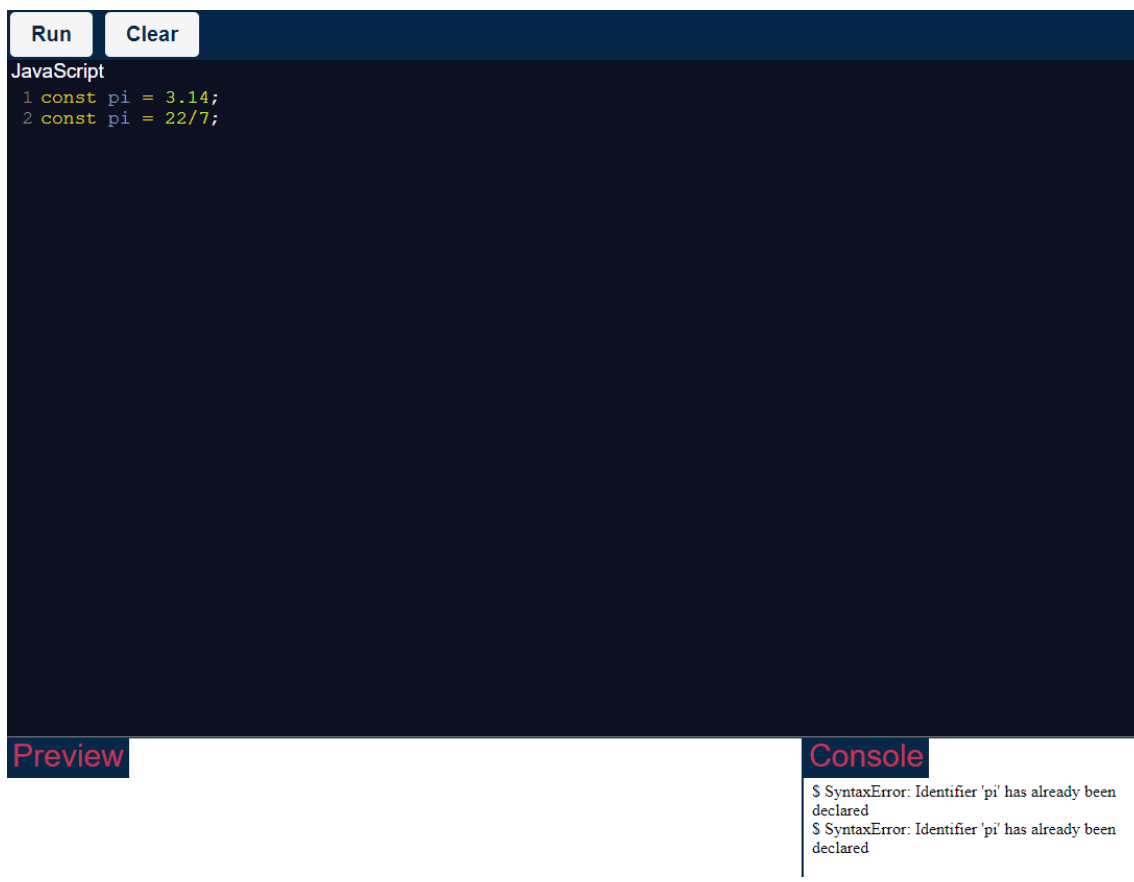 Run Clear
JavaScript
1 const pi = 3.14;
2 const pi = 22/7;
Preview
Console
$ SyntaxError: Identifier 'pi' has already been
declared
$ SyntaxError: Identifier 'pi' has already been
declared